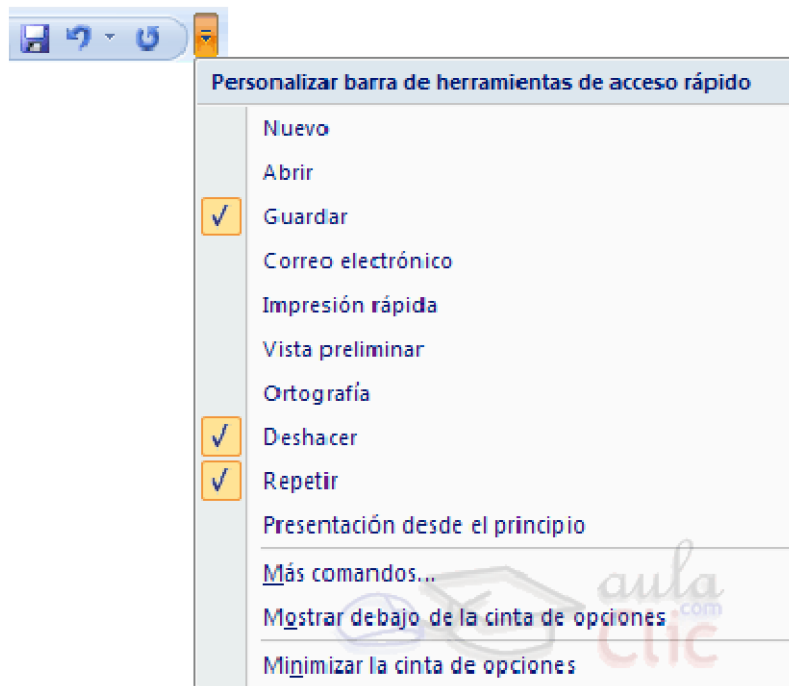 Personalizar barra de herramientas de acceso rápido
Nuevo
Abrir
Guardar
Correo electrónico
Impresión rápida
Vista preliminar
Ortografía
Deshacer
Repetir
Presentación desde el principio
Más comandos...
Mostrar debajo de la cinta de opciones
Minimizar la cinta de opciones
aula
.com
Clic